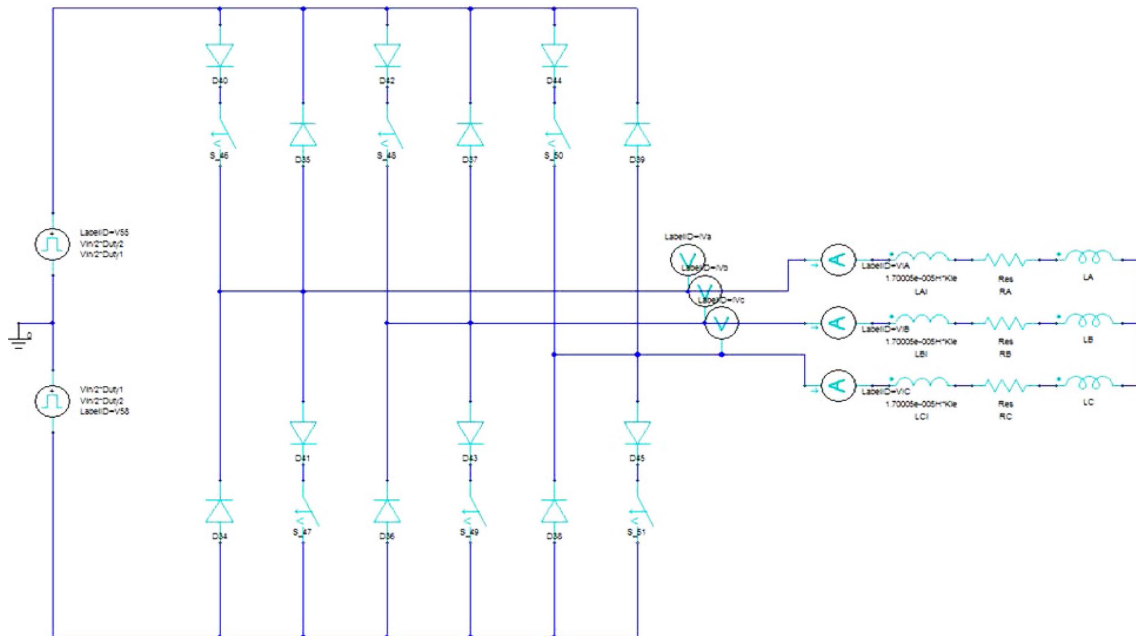 D40
D42
D44
S_46
D35
S_48
D37
S_50
D39
LabelID=V55
Vin/2*Duty2
Vin/2*Duty1
LabelID=IVa
LabelID=IVb
LabelID=IVc
LabelID=VIA
1.70005e-005H*Kle
LAI
Res
RA
LA
LabelID=VIB
1.70005e-005H*Kle
LBI
Res
RB
LB
LabelID=VIC
1.70005e-005H*Kle
LCI
Res
RC
LC
0
Vin/2*Duty1
Vin/2*Duty2
LabelID=V58
D41
D43
D45
D34
S_47
D36
S_49
D38
S_51